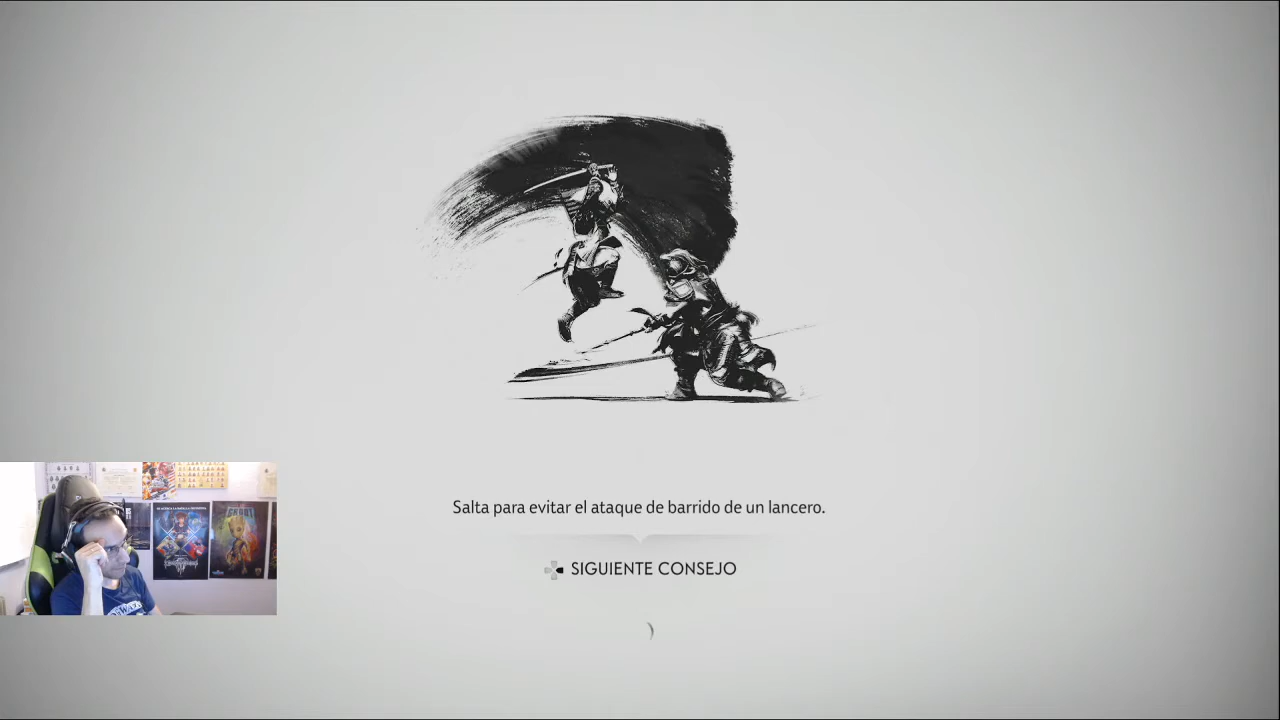 Salta para evitar el ataque de barrido de un lancero.
SIGUIENTE CONSEJO